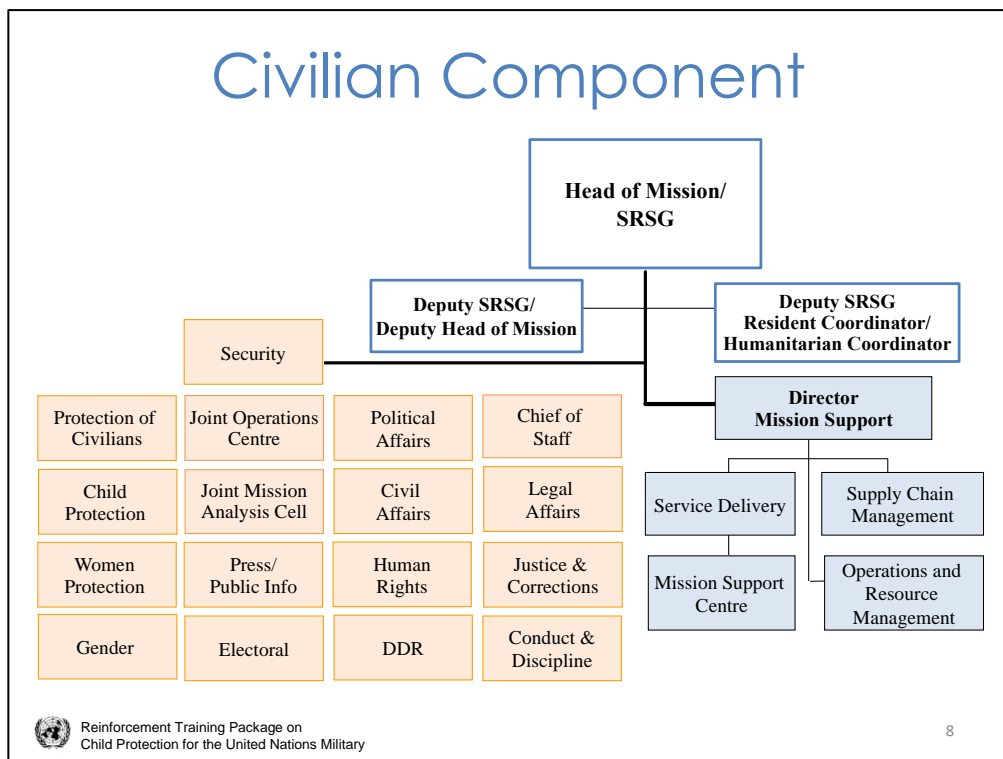 Civilian Component
Head of Mission/
SRSG
Deputy SRSG/
Deputy Head of Mission
Deputy SRSG
Resident Coordinator/
Humanitarian Coordinator
Security
Director
Mission Support
Protection of
Civilians
Joint Operations
Centre
Political
Affairs
Chief of
Staff
Child
Protection
Joint Mission
Analysis Cell
Civil
Affairs
Legal
Affairs
Women
Protection
Press/
Public Info
Human
Rights
Justice &
Corrections
Gender
Electoral
DDR
Conduct &
Discipline
Service Delivery
Supply Chain
Management
Mission Support
Centre
Operations and
Resource
Management
Reinforcement Training Package on
Child Protection for the United Nations Military
8